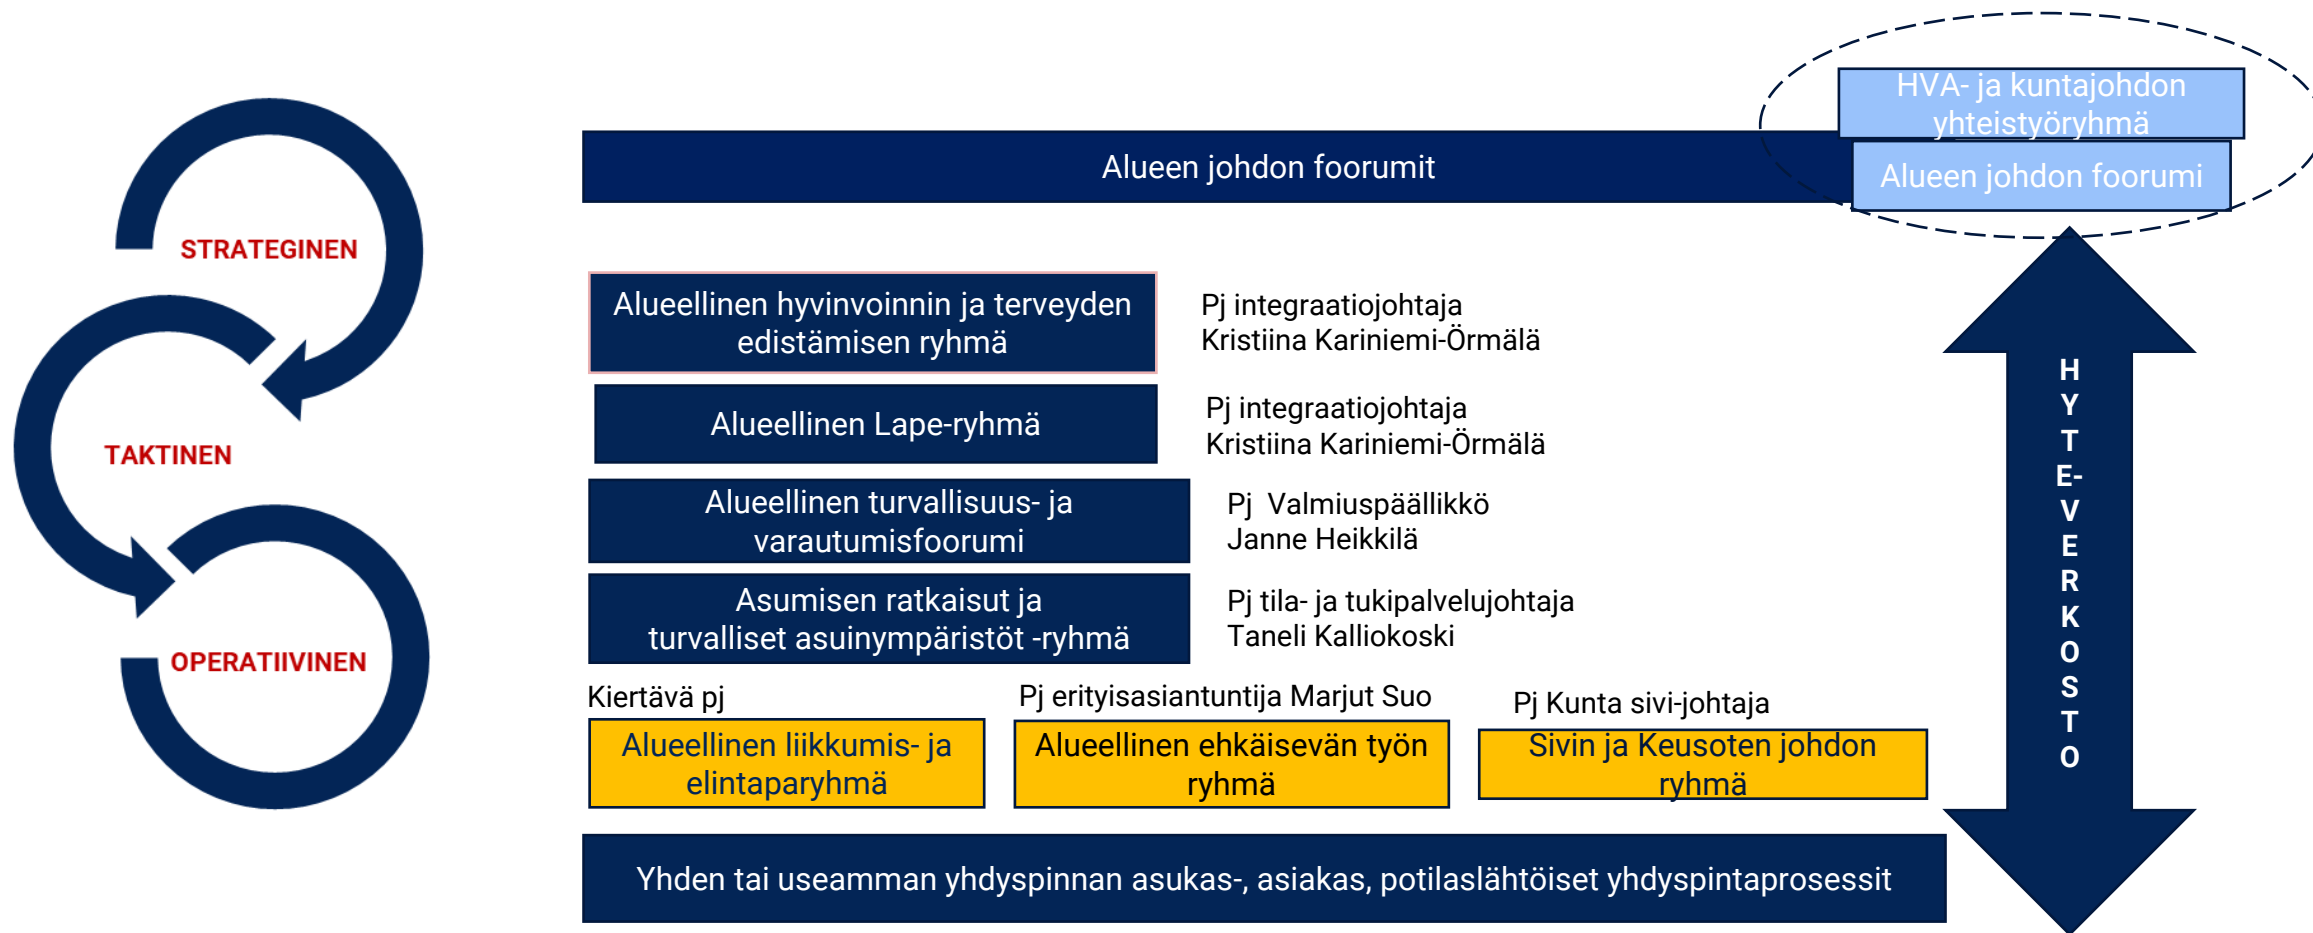 HVA- ja kuntajohdon
yhteistyöryhmä
Alueen johdon foorumit
Alueen johdon foorumi
STRATEGINEN
TAKTINEN
OPERATIIVINEN
Alueellinen hyvinvoinnin ja terveyden
edistämisen ryhmä
Pj integraatiojohtaja
Kristiina Kariniemi-Örmälä
Alueellinen Lape-ryhmä
Pj integraatiojohtaja
Kristiina Kariniemi-Örmälä
Alueellinen turvallisuus- ja
varautumisfoorumi
Pj  Valmiuspäällikkö
Janne Heikkilä
Asumisen ratkaisut ja
turvalliset asuinympäristöt -ryhmä
Pj tila- ja tukipalvelujohtaja
Taneli Kalliokoski
Kiertävä pj
Alueellinen liikkumis- ja
elintaparyhmä
Pj erityisasiantuntija Marjut Suo
Alueellinen ehkäisevän työn
ryhmä
Pj Kunta sivi-johtaja
Sivin ja Keusoten johdon
ryhmä
Yhden tai useamman yhdyspinnan asukas-, asiakas, potilaslähtöiset yhdyspintaprosessit
H
Y
T
E-
V
E
R
K
O
S
T
O